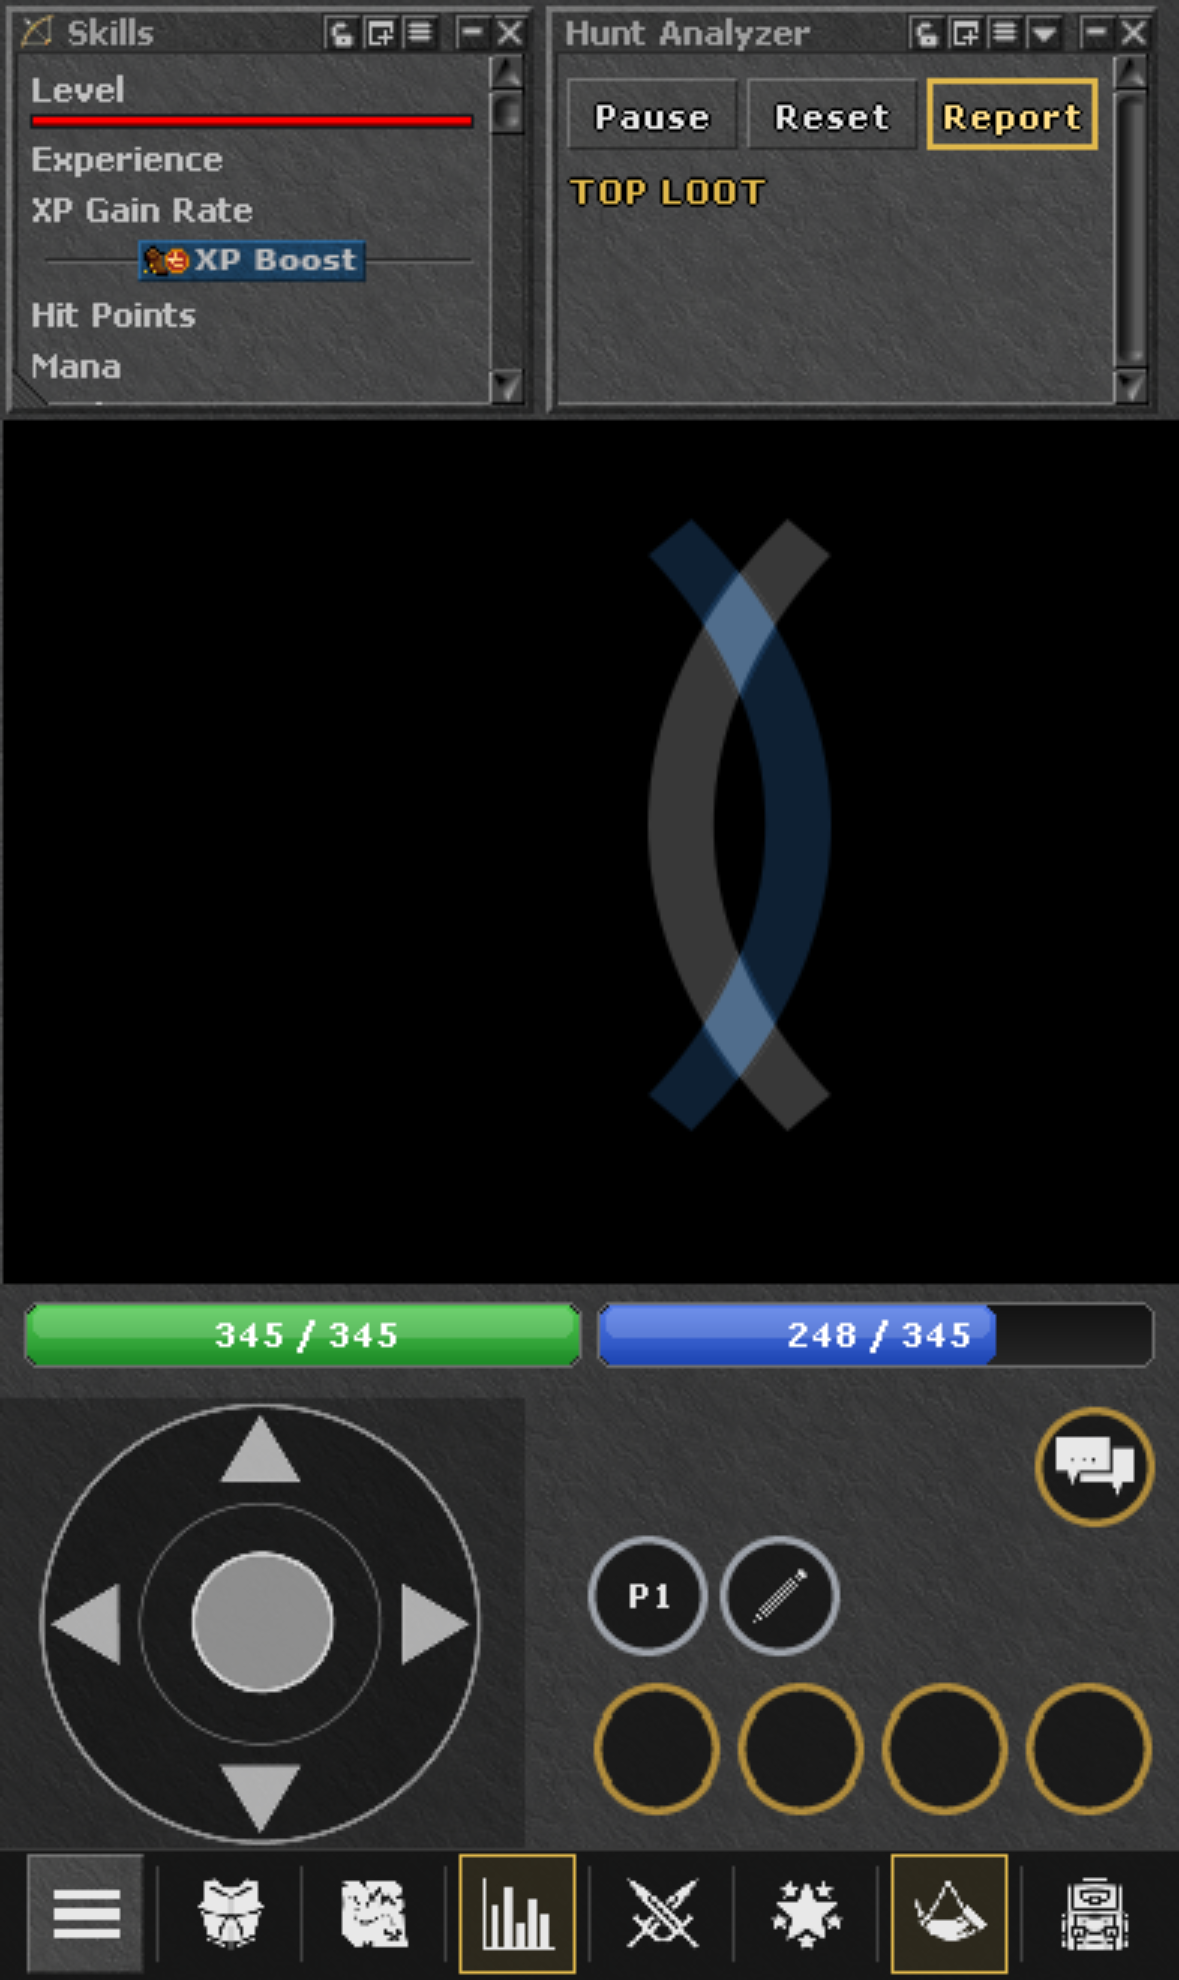 Skills
Level
Experience
XP Gain Rate
XP Boost
Hit Points
Mana
Hunt Analyzer
Pause Reset Report
TOP LOOT
345 / 345
248 / 345
P1